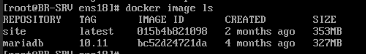 [root@BR-SRV ens18]# docker image ls
REPOSITORY TAG IMAGE ID CREATED SIZE
site latest 015b4b821098 2 months ago 353MB
mariadb 10.11 bc52d24721da 4 months ago 327MB